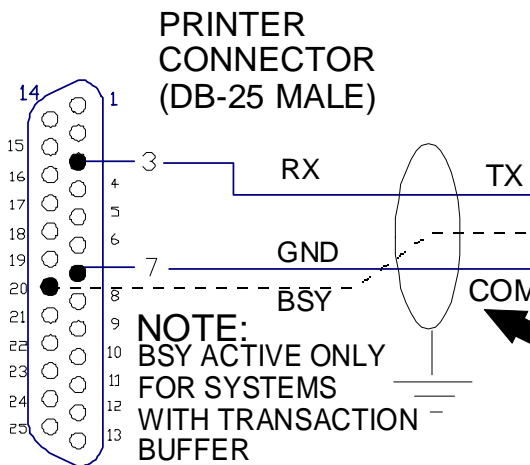 PRINTER
CONNECTOR
(DB-25 MALE)
14
1
15
3
RX
TX
16
4
17
5
18
6
GND
19
7
20
8
BSY
COM
21
9
NOTE:
22
10
BSY ACTIVE ONLY
23
11
FOR SYSTEMS
24
12
WITH TRANSACTION
25
13
BUFFER